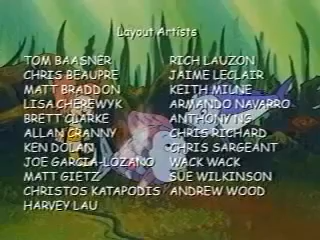 Layout Artists
TOM BAASNER
CHRIS BEAUPRE
MATT BRADDON
LISA CHEREWYK
BRETT CLARKE
ALLAN CRANNY
KEN DOLAN
JOE GARCIA-LOZANO
MATT GIETZ
CHRISTOS KATAPODIS
HARVEY LAU
RICH LAUZON
JAIME LECLAIR
KEITH MILNE
ARMANDO NAVARRO
ANTHONY NG
CHRIS RICHARD
CHRIS SARGEANT
WACK WACK
SUE WILKINSON
ANDREW WOOD